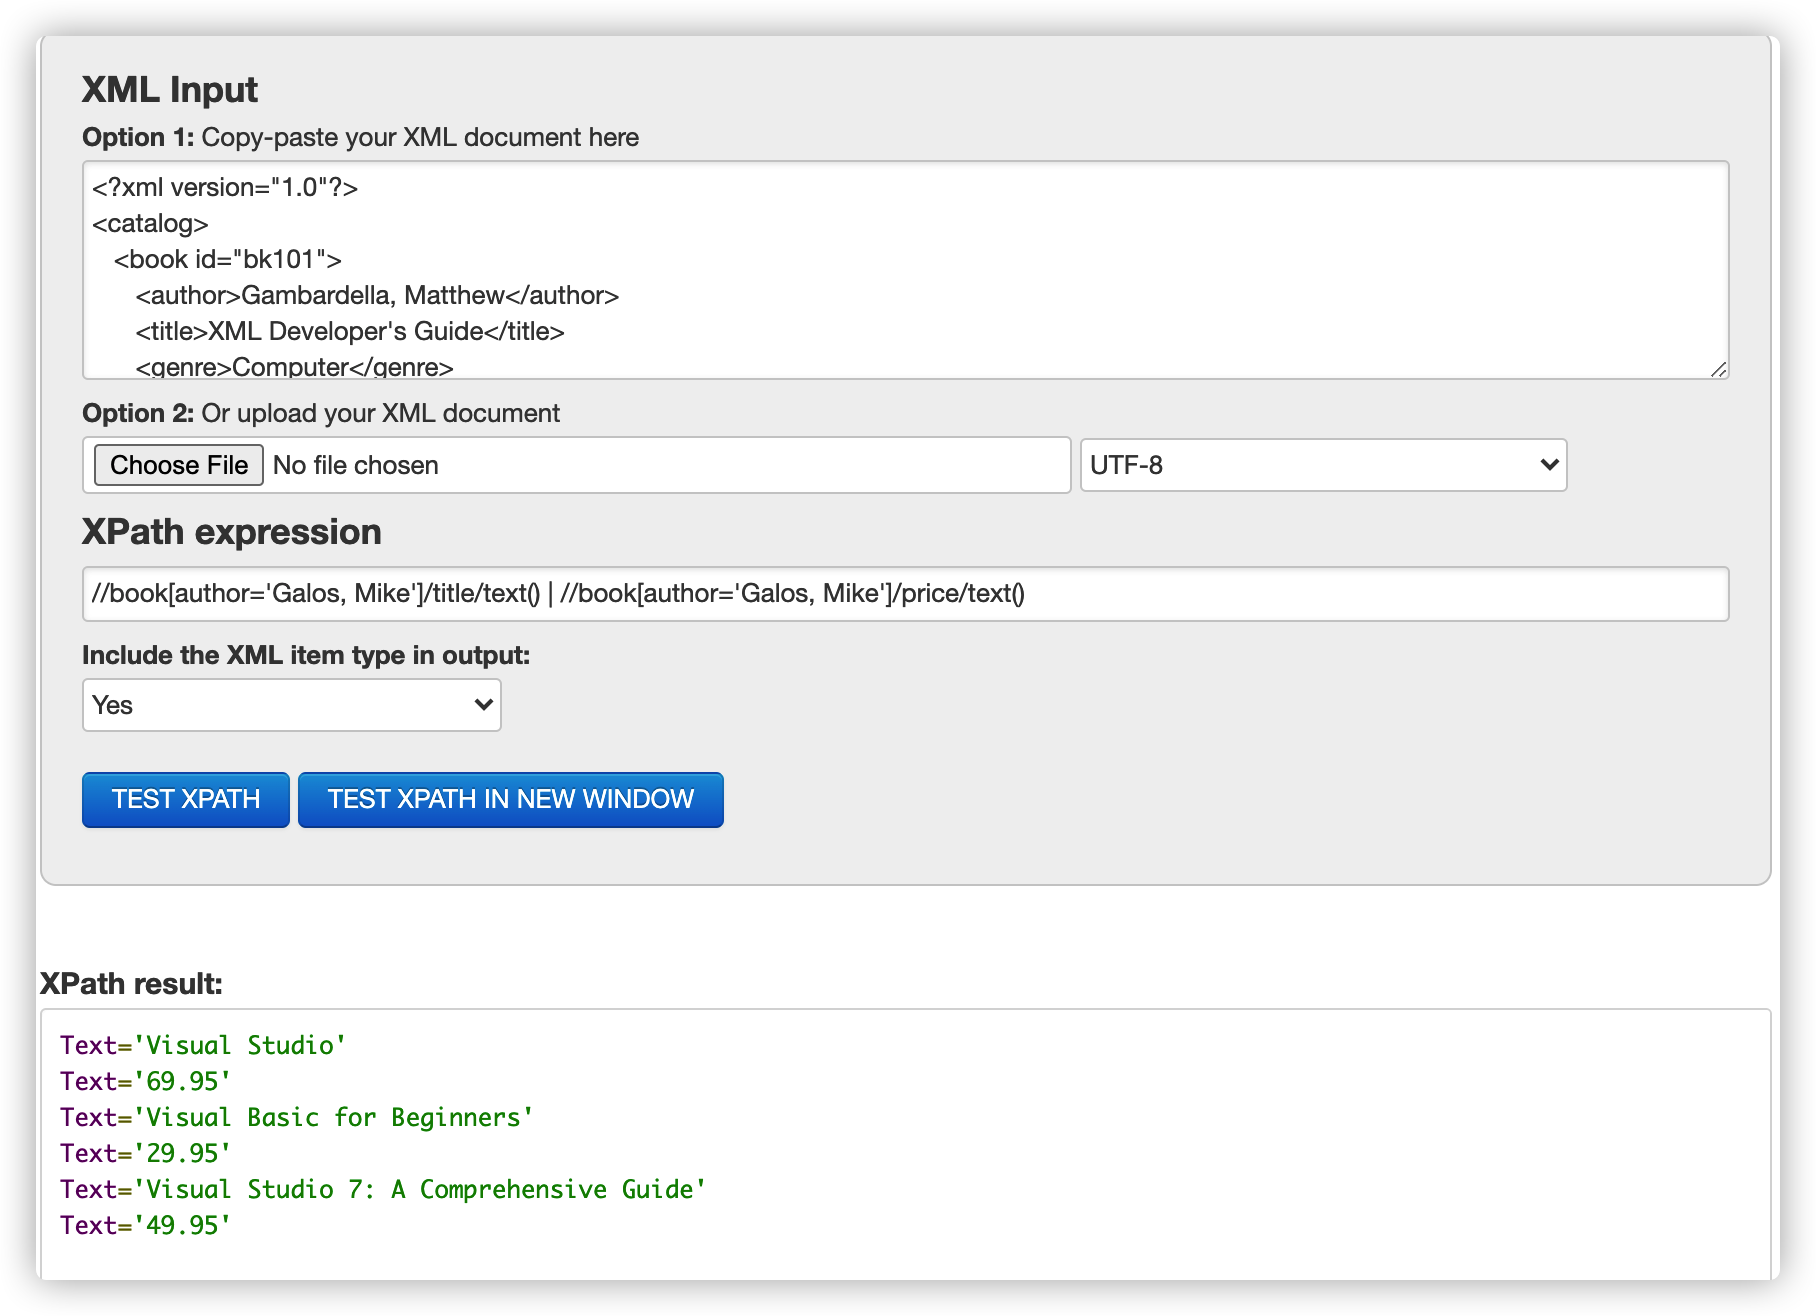 XML Input
Option 1: Copy-paste your XML document here
<?xml version="1.0"?>
<catalog>
<book id="bk101">
<author>Gambardella, Matthew</author>
<title>XML Developer's Guide</title>
<genre>Computer</genre>
Option 2: Or upload your XML document
Choose File No file chosen UTF-8
XPath expression
//book[author='Galos, Mike']/title/text() | //book[author='Galos, Mike']/price/text()
Include the XML item type in output:
Yes
TEST XPATH TEST XPATH IN NEW WINDOW
XPath result:
Text='Visual Studio'
Text='69.95'
Text='Visual Basic for Beginners'
Text='29.95'
Text='Visual Studio 7: A Comprehensive Guide'
Text='49.95'